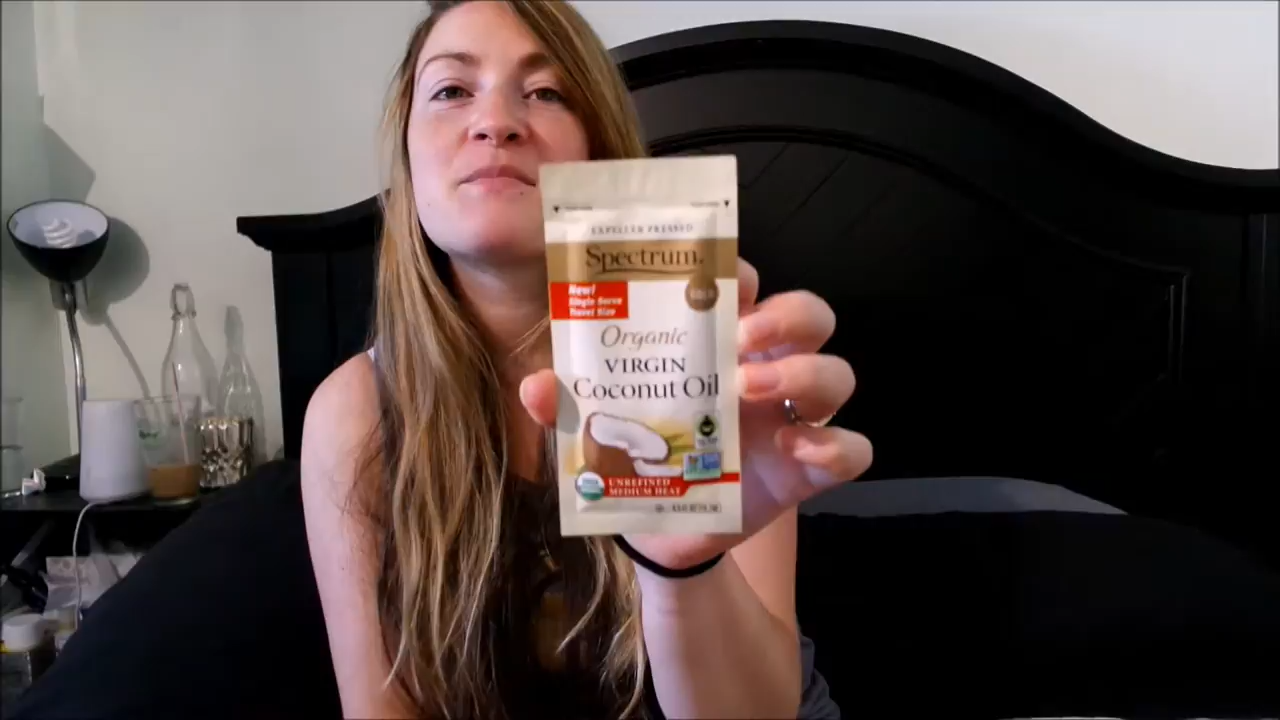 EXPELLER PRESSED
Spectrum.
New!
Single Serve
Travel Size
Organic
VIRGIN
Coconut Oil
UNREFINED
MEDIUM HEAT